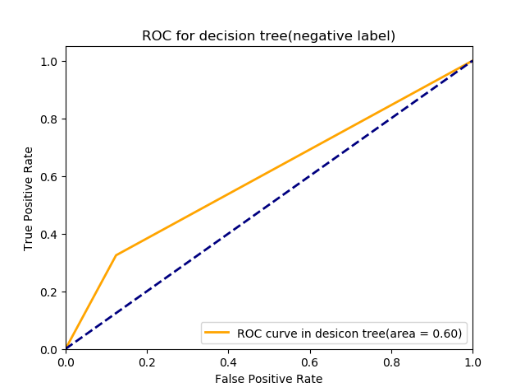 ROC for decision tree(negative label)
1.0
0.8
0.6
0.4
0.2
0.0
True Positive Rate
ROC curve in desicon tree(area = 0.60)
0.0 0.2 0.4 0.6 0.8 1.0
False Positive Rate